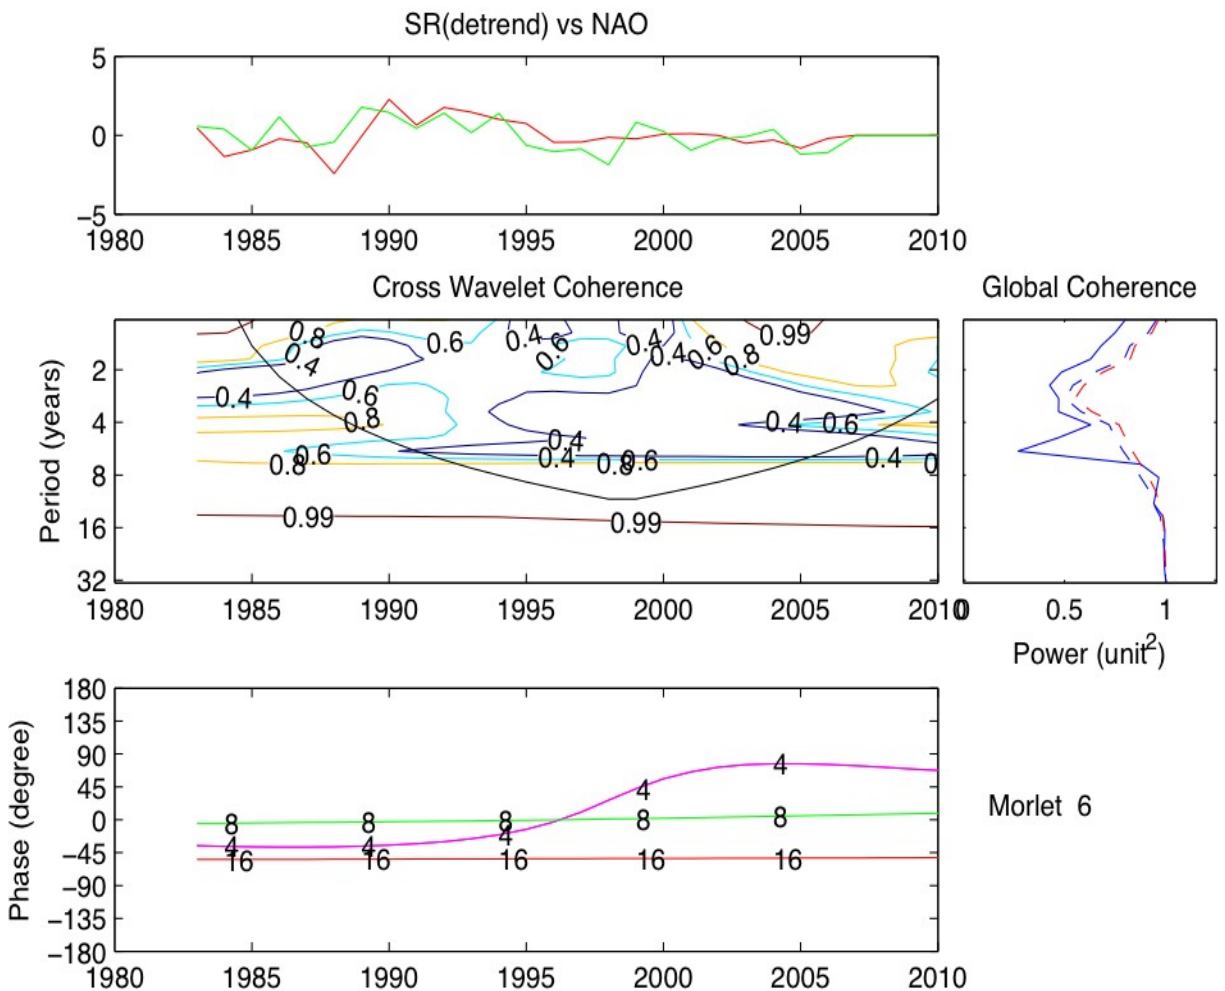 SR(detrend) vs NAO
5
0
−5
1980 1985 1990 1995 2000 2005 2010
Cross Wavelet Coherence
Global Coherence
Period (years)
2
4
8
16
32
0.8 0.6 0.4 0.4 0.99
0.4 0.6 0.4 0.6 0.8
0.4 0.6
0.8 0.4 0.6
0.4
0.8 0.6 0.4 0.8 0.6 0.4 0
0.99 0.99
1980 1985 1990 1995 2000 2005 2010
0 0.5 1
Power (unit2)
Phase (degree)
180
135
90
45
0
−45
−90
−135
−180
4
4
8 8 8 8 8
4 4 4
16 16 16 16 16
1980 1985 1990 1995 2000 2005 2010
Morlet 6